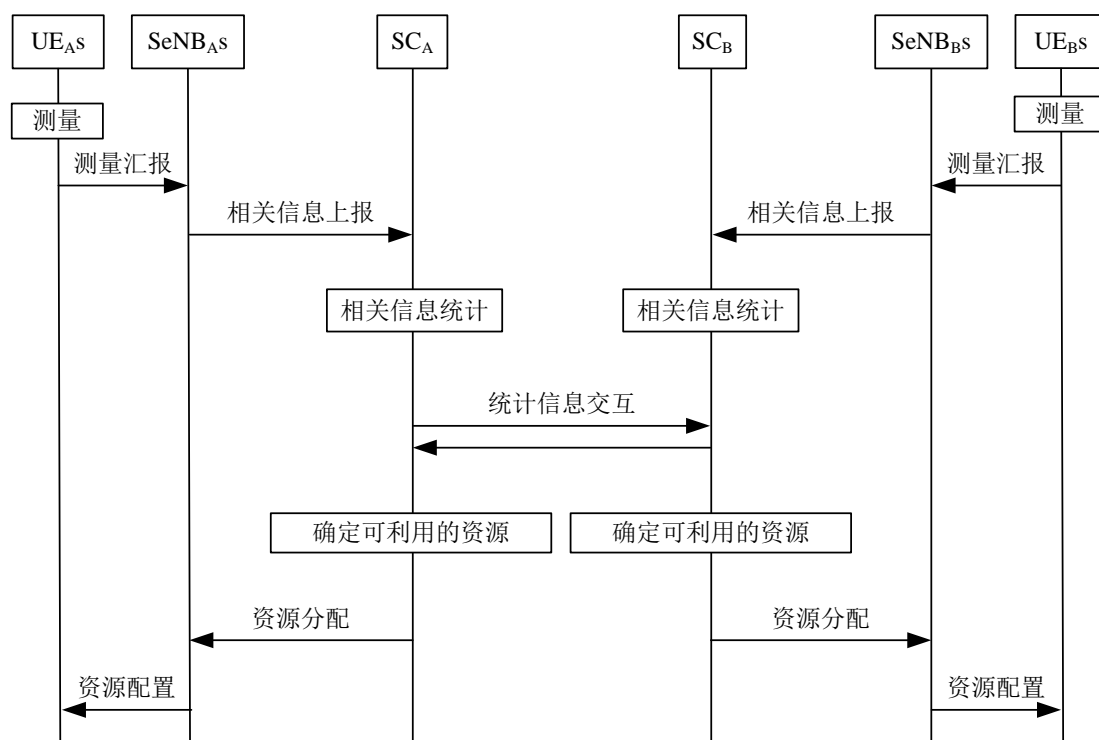 UEAs SeNBAs SCA SCB SeNBBs UEBs
测量 测量
测量汇报 测量汇报
相关信息上报 相关信息上报
相关信息统计 相关信息统计
统计信息交互
确定可利用的资源 确定可利用的资源
资源分配 资源分配
资源配置 资源配置